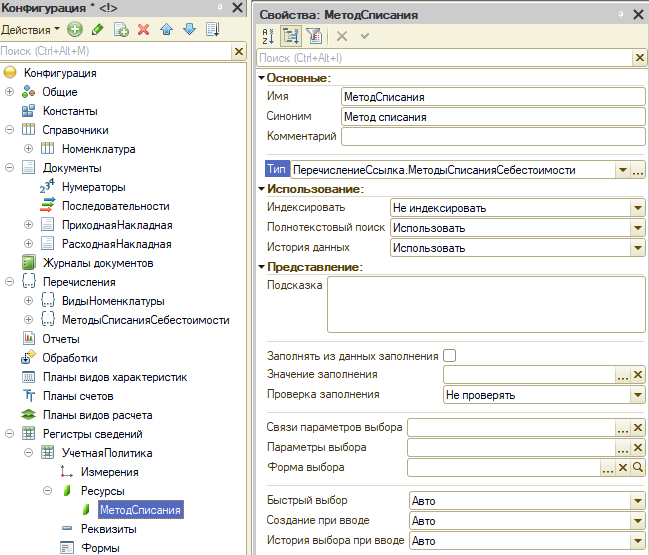 Конфигурация * <!>
Действия
Поиск (Ctrl+Alt+M)
Конфигурация
Общие
Константы
Справочники
Номенклатура
Документы
Нумераторы
Последовательности
ПриходнаяНакладная
РасходнаяНакладная
Журналы документов
Перечисления
ВидыНоменклатуры
МетодыСписанияСебестоимости
Отчеты
Обработки
Планы видов характеристик
Планы счетов
Планы видов расчета
Регистры сведений
УчетнаяПолитика
Измерения
Ресурсы
МетодСписания
Реквизиты
Формы
Свойства: МетодСписания
Поиск (Ctrl+Alt+I)
Основные:
Имя МетодСписания
Синоним Метод списания
Комментарий
Тип ПеречислениеСсылка.МетодыСписанияСебестоимости ...
Использование:
Индексировать Не индексировать
Полнотекстовый поиск Использовать
История данных Использовать
Представление:
Подсказка
Заполнять из данных заполнения
Значение заполнения ...
Проверка заполнения Не проверять
Связи параметров выбора ...
Параметры выбора ...
Форма выбора ...
Быстрый выбор Авто
Создание при вводе Авто
История выбора при вводе Авто